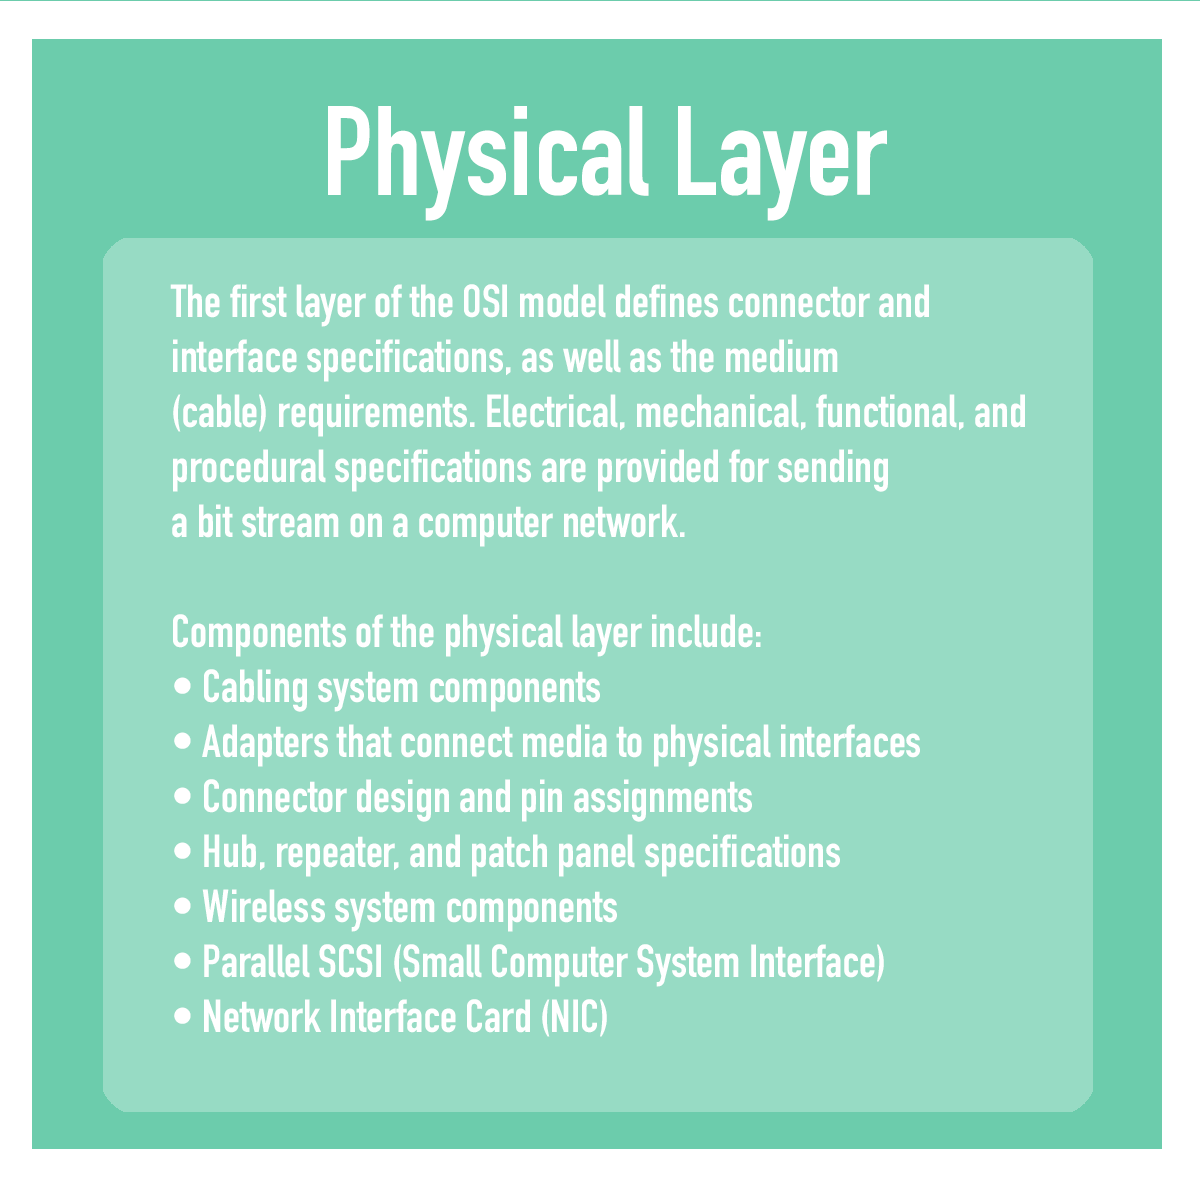 Physical Layer
The first layer of the OSI model defines connector and
interface specifications, as well as the medium
(cable) requirements. Electrical, mechanical, functional, and
procedural specifications are provided for sending
a bit stream on a computer network.
Components of the physical layer include:
• Cabling system components
• Adapters that connect media to physical interfaces
• Connector design and pin assignments
• Hub, repeater, and patch panel specifications
• Wireless system components
• Parallel SCSI (Small Computer System Interface)
• Network Interface Card (NIC)